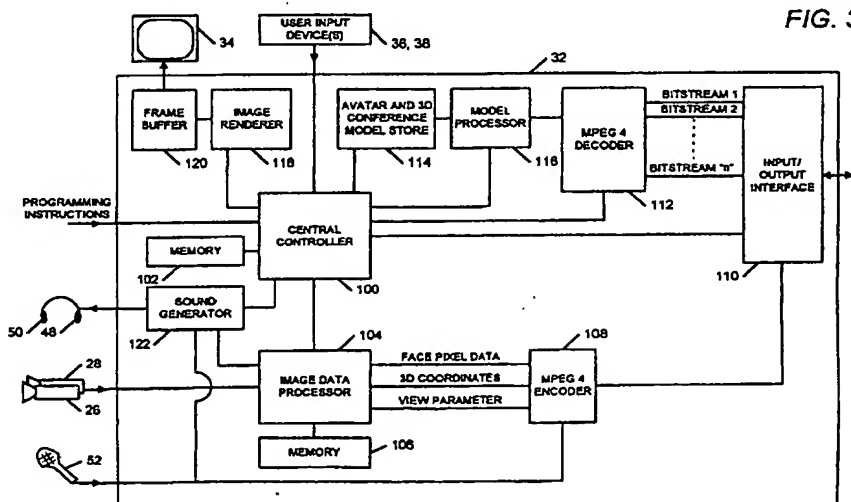 FIG. 3
34
USER INPUT
DEVICE(S)
36, 38
32
FRAME
BUFFER
120
IMAGE
RENDERER
118
AVATAR AND 3D
CONFERENCE
MODEL STORE
114
MODEL
PROCESSOR
116
MPEG 4
DECODER
112
BITSTREAM 1
BITSTREAM 2
BITSTREAM "n"
INPUT/
OUTPUT
INTERFACE
110
PROGRAMMING
INSTRUCTIONS
CENTRAL
CONTROLLER
100
MEMORY
102
SOUND
GENERATOR
122
50
48
104
IMAGE DATA
PROCESSOR
FACE PIXEL DATA
3D COORDINATES
VIEW PARAMETER
108
MPEG 4
ENCODER
28
26
MEMORY
106
52